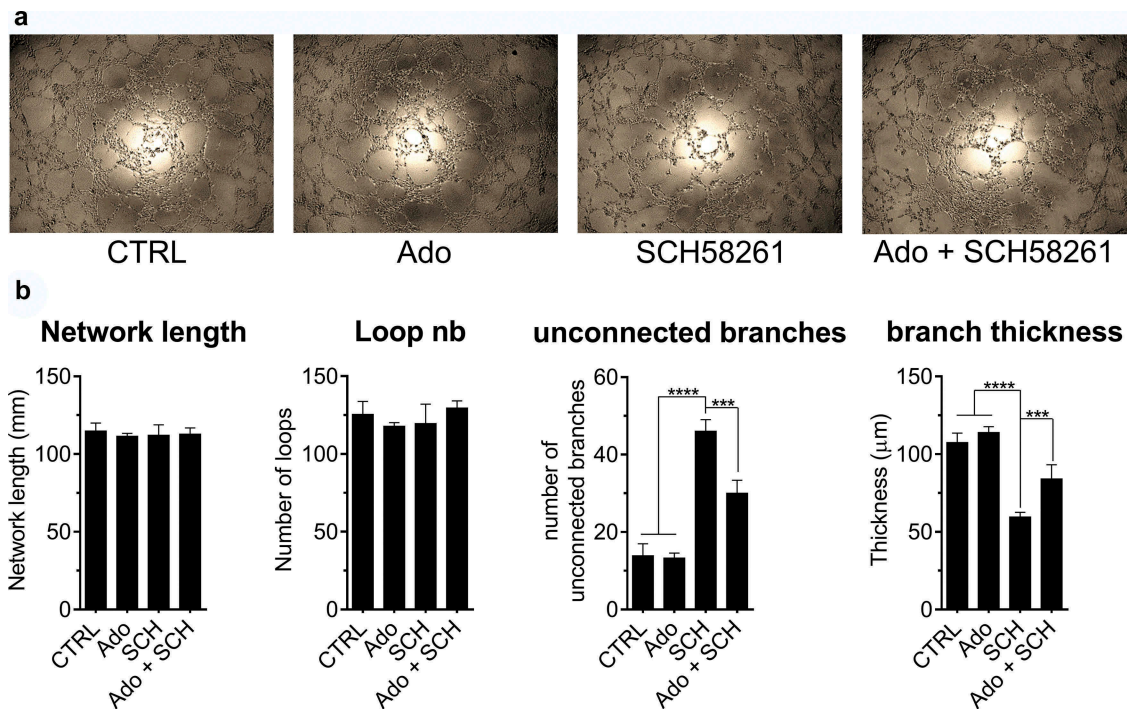 a
CTRL
Ado
SCH58261
Ado + SCH58261
b
Network length
Network length (mm)
150
100
50
0
CTRL
Ado
SCH
Ado + SCH
Loop nb
Number of loops
150
100
50
0
CTRL
Ado
SCH
Ado + SCH
unconnected branches
number of
unconnected branches
60
40
20
0
****
***
CTRL
Ado
SCH
Ado + SCH
branch thickness
Thickness (μm)
150
100
50
0
****
***
CTRL
Ado
SCH
Ado + SCH